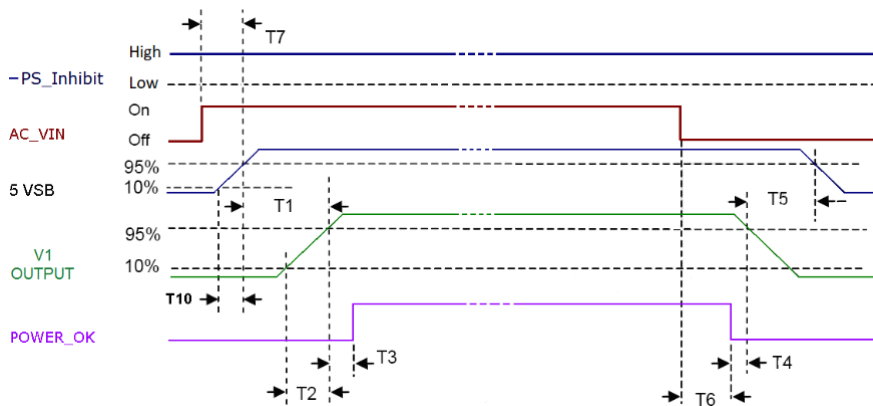 T7
High
−PS_Inhibit
Low
On
AC_VIN
Off
95%
5 VSB
10%
T1
T5
95%
V1
OUTPUT
10%
T10
POWER_OK
T3
T4
T2
T6